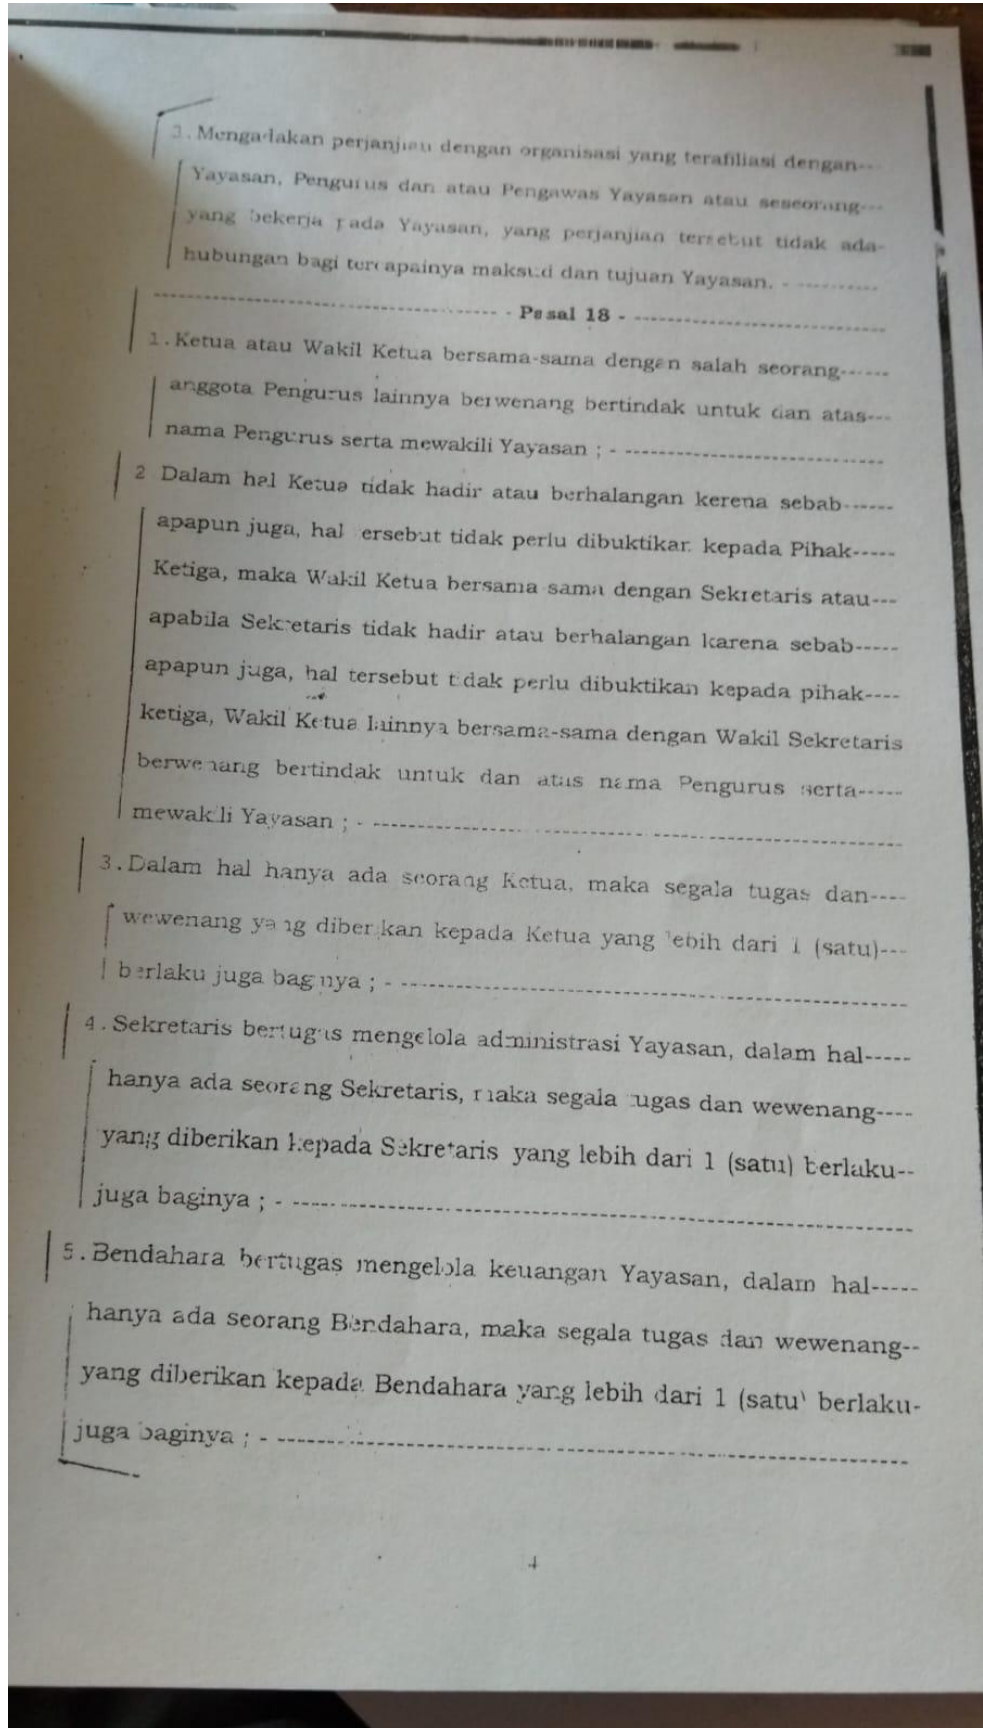 3. Mengadakan perjanjian dengan organisasi yang terafiliasi dengan---
Yayasan, Pengurus dan atau Pengawas Yayasan atau seseorang---
yang bekerja pada Yayasan, yang perjanjian tersebut tidak ada-
hubungan bagi tercapainya maksud dan tujuan Yayasan. - ----------
- Pasal 18 -
1. Ketua atau Wakil Ketua bersama-sama dengan salah seorang------
anggota Pengurus lainnya berwenang bertindak untuk dan atas---
nama Pengurus serta mewakili Yayasan ; - ------------------------------
2 Dalam hal Ketua tidak hadir atau berhalangan kerena sebab------
apapun juga, hal ersebut tidak perlu dibuktikan kepada Pihak-----
Ketiga, maka Wakil Ketua bersama sama dengan Sekretaris atau---
apabila Sekretaris tidak hadir atau berhalangan karena sebab-----
apapun juga, hal tersebut tidak perlu dibuktikan kepada pihak----
ketiga, Wakil Ketua lainnya bersama-sama dengan Wakil Sekretaris
berwenang bertindak untuk dan atas nama Pengurus serta-----
mewakili Yayasan ; - ------------------------------------------------------------
3. Dalam hal hanya ada seorang Ketua, maka segala tugas dan----
wewenang yang diberikan kepada Ketua yang lebih dari 1 (satu)---
berlaku juga baginya ; - ---------------------------------------------------------
4. Sekretaris bertugas mengelola administrasi Yayasan, dalam hal-----
hanya ada seorang Sekretaris, maka segala tugas dan wewenang----
yang diberikan kepada Sekretaris yang lebih dari 1 (satu) berlaku--
juga baginya ; - ------------------------------------------------------------------
5. Bendahara bertugas mengelola keuangan Yayasan, dalam hal-----
hanya ada seorang Bendahara, maka segala tugas dan wewenang--
yang diberikan kepada Bendahara yang lebih dari 1 (satu) berlaku-
juga baginya ; - ------------------------------------------------------------------
4